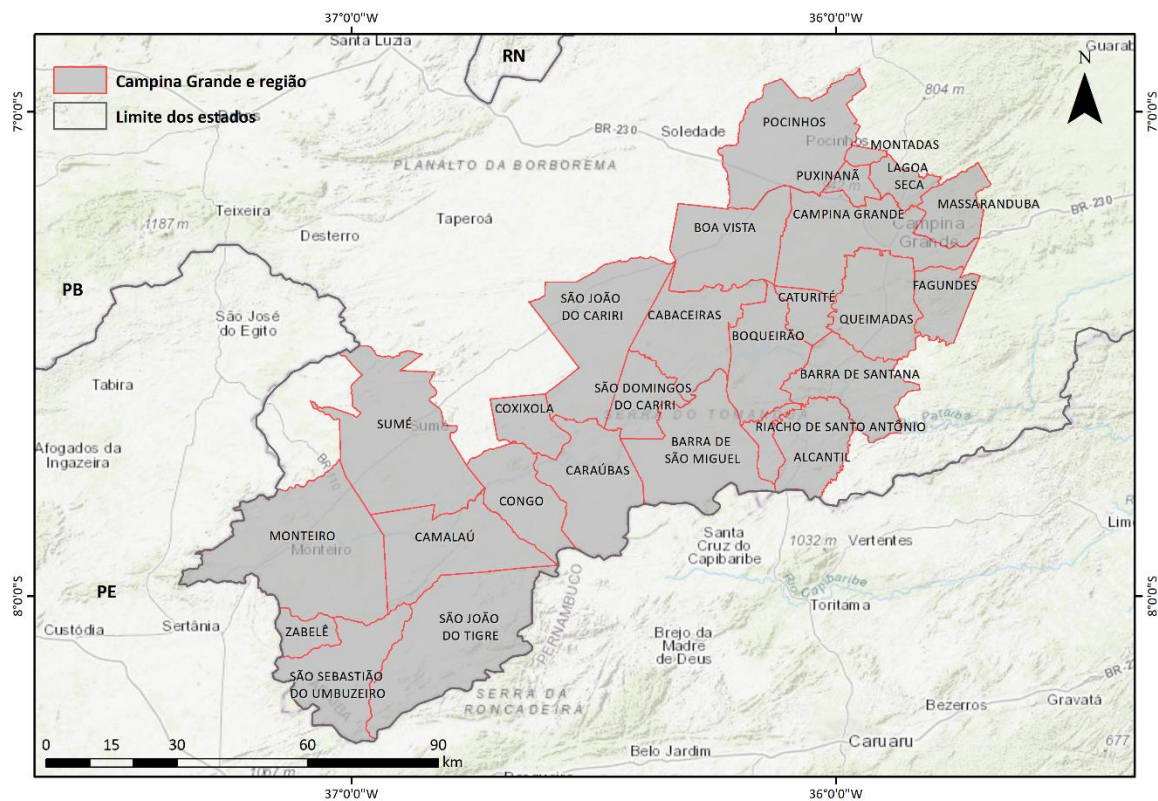 37°0'0"W
36°0'0"W
Santa Luzia
RN
Guarab
N
Campina Grande e região
804 m
7°0'0"S
7°0'0"S
Limite dos estados
POCINHOS
BR-230
Soledade
Pocinhos
MONTADAS
PLANALTO DA BORBOREMA
PUXINANÃ
LAGOA
SECA
MASSARANDUBA
Teixeira
1187 m
Taperoá
Desterro
BOA VISTA
CAMPINA GRANDE
Campina
Grande
BR-230
PB
SÃO JOÃO
DO CARIRI
CATURITÉ
FAGUNDES
São José
do Egito
CABACEIRAS
BOQUEIRÃO
QUEIMADAS
Tabira
SÃO DOMINGOS
DO CARIRI
BARRA DE SANTANA
COXIXOLA
SUMÉ
Sumé
RIACHO DE SANTO ANTÔNIO
Afogados da
Ingazeira
BARRA DE
SÃO MIGUEL
ALCANTIL
CARAÚBAS
CONGO
MONTEIRO
Monteiro
CAMALAÚ
Santa
Cruz do
Capibaribe
1032 m
Vertentes
Limo
PE
Rio
Capibaribe
8°0'0"S
8°0'0"S
Toritama
Custódia
Sertânia
ZABELÊ
SÃO JOÃO
DO TIGRE
PERNAMBUCO
Brejo da
Madre
de Deus
SÃO SEBASTIÃO
DO UMBUZEIRO
SERRA DA
RONCADEIRA
BR-2
Gravatá
Bezerros
0 15 30 60 90
km
Belo Jardim
Caruaru
677
1067 m
37°0'0"W
36°0'0"W